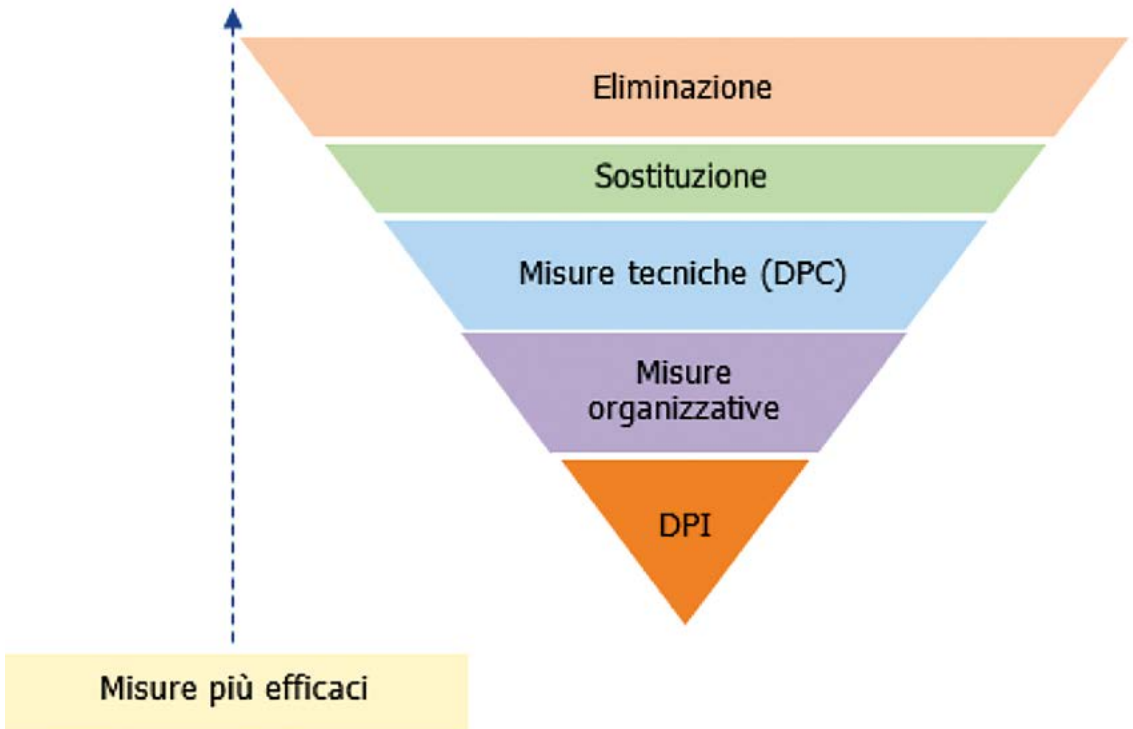 Eliminazione
Sostituzione
Misure tecniche (DPC)
Misure
organizzative
DPI
Misure più efficaci